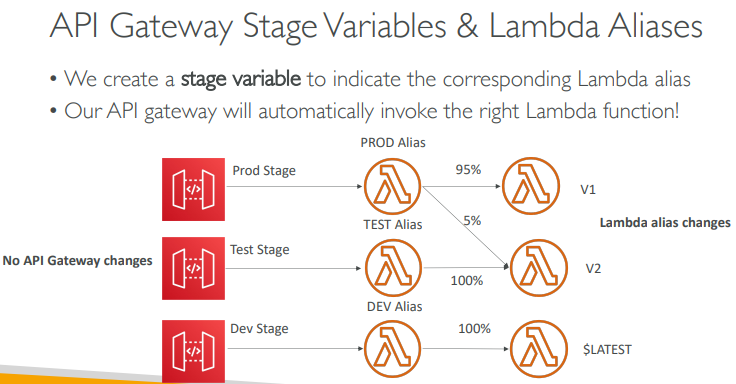 API Gateway Stage Variables & Lambda Aliases
• We create a stage variable to indicate the corresponding Lambda alias
• Our API gateway will automatically invoke the right Lambda function!
PROD Alias
Prod Stage
95%
V1
5%
Lambda alias changes
TEST Alias
Test Stage
No API Gateway changes
V2
100%
DEV Alias
Dev Stage
100%
$LATEST